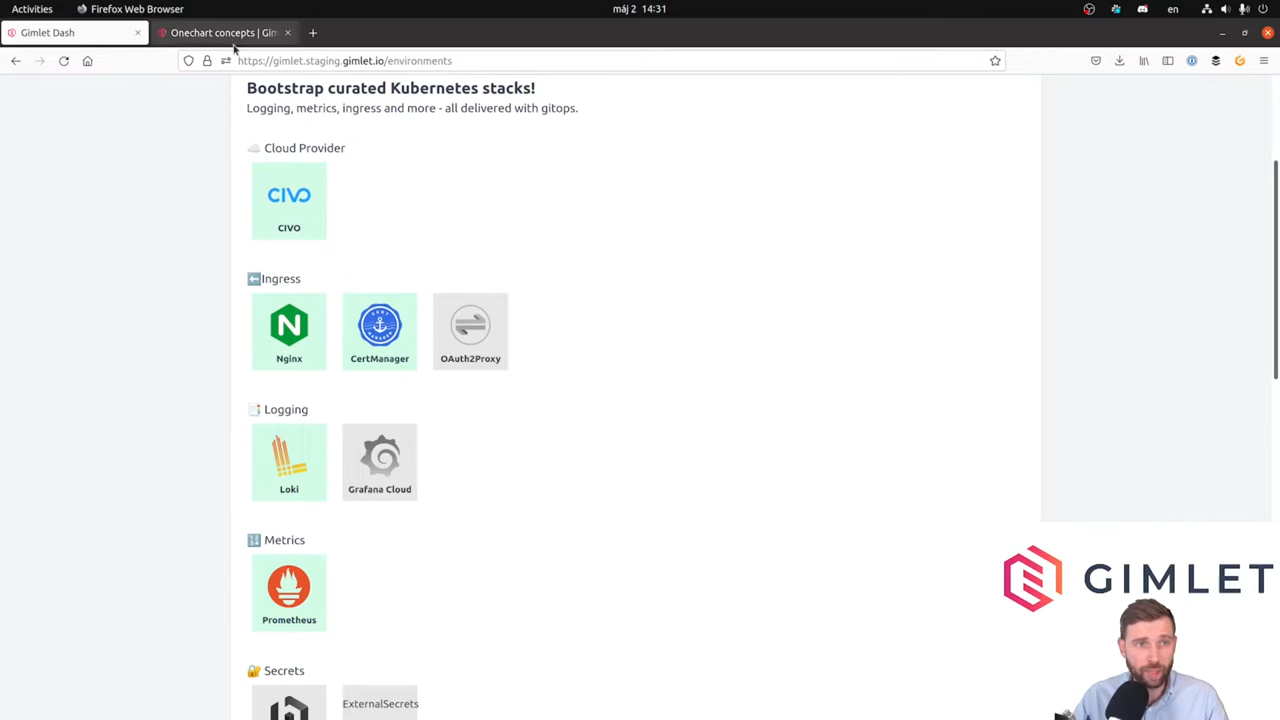 Activities
Firefox Web Browser
máj 2 14:31
en
Gimlet Dash
Onechart concepts | Gim
https://gimlet.staging.gimlet.io/environments
Bootstrap curated Kubernetes stacks!
Logging, metrics, ingress and more - all delivered with gitops.
Cloud Provider
CIVO
CIVO
Ingress
N
CERT
MANAGER
Nginx
CertManager
OAuth2Proxy
Logging
Loki
Grafana Cloud
Metrics
Prometheus
GIMLET
Secrets
ExternalSecrets